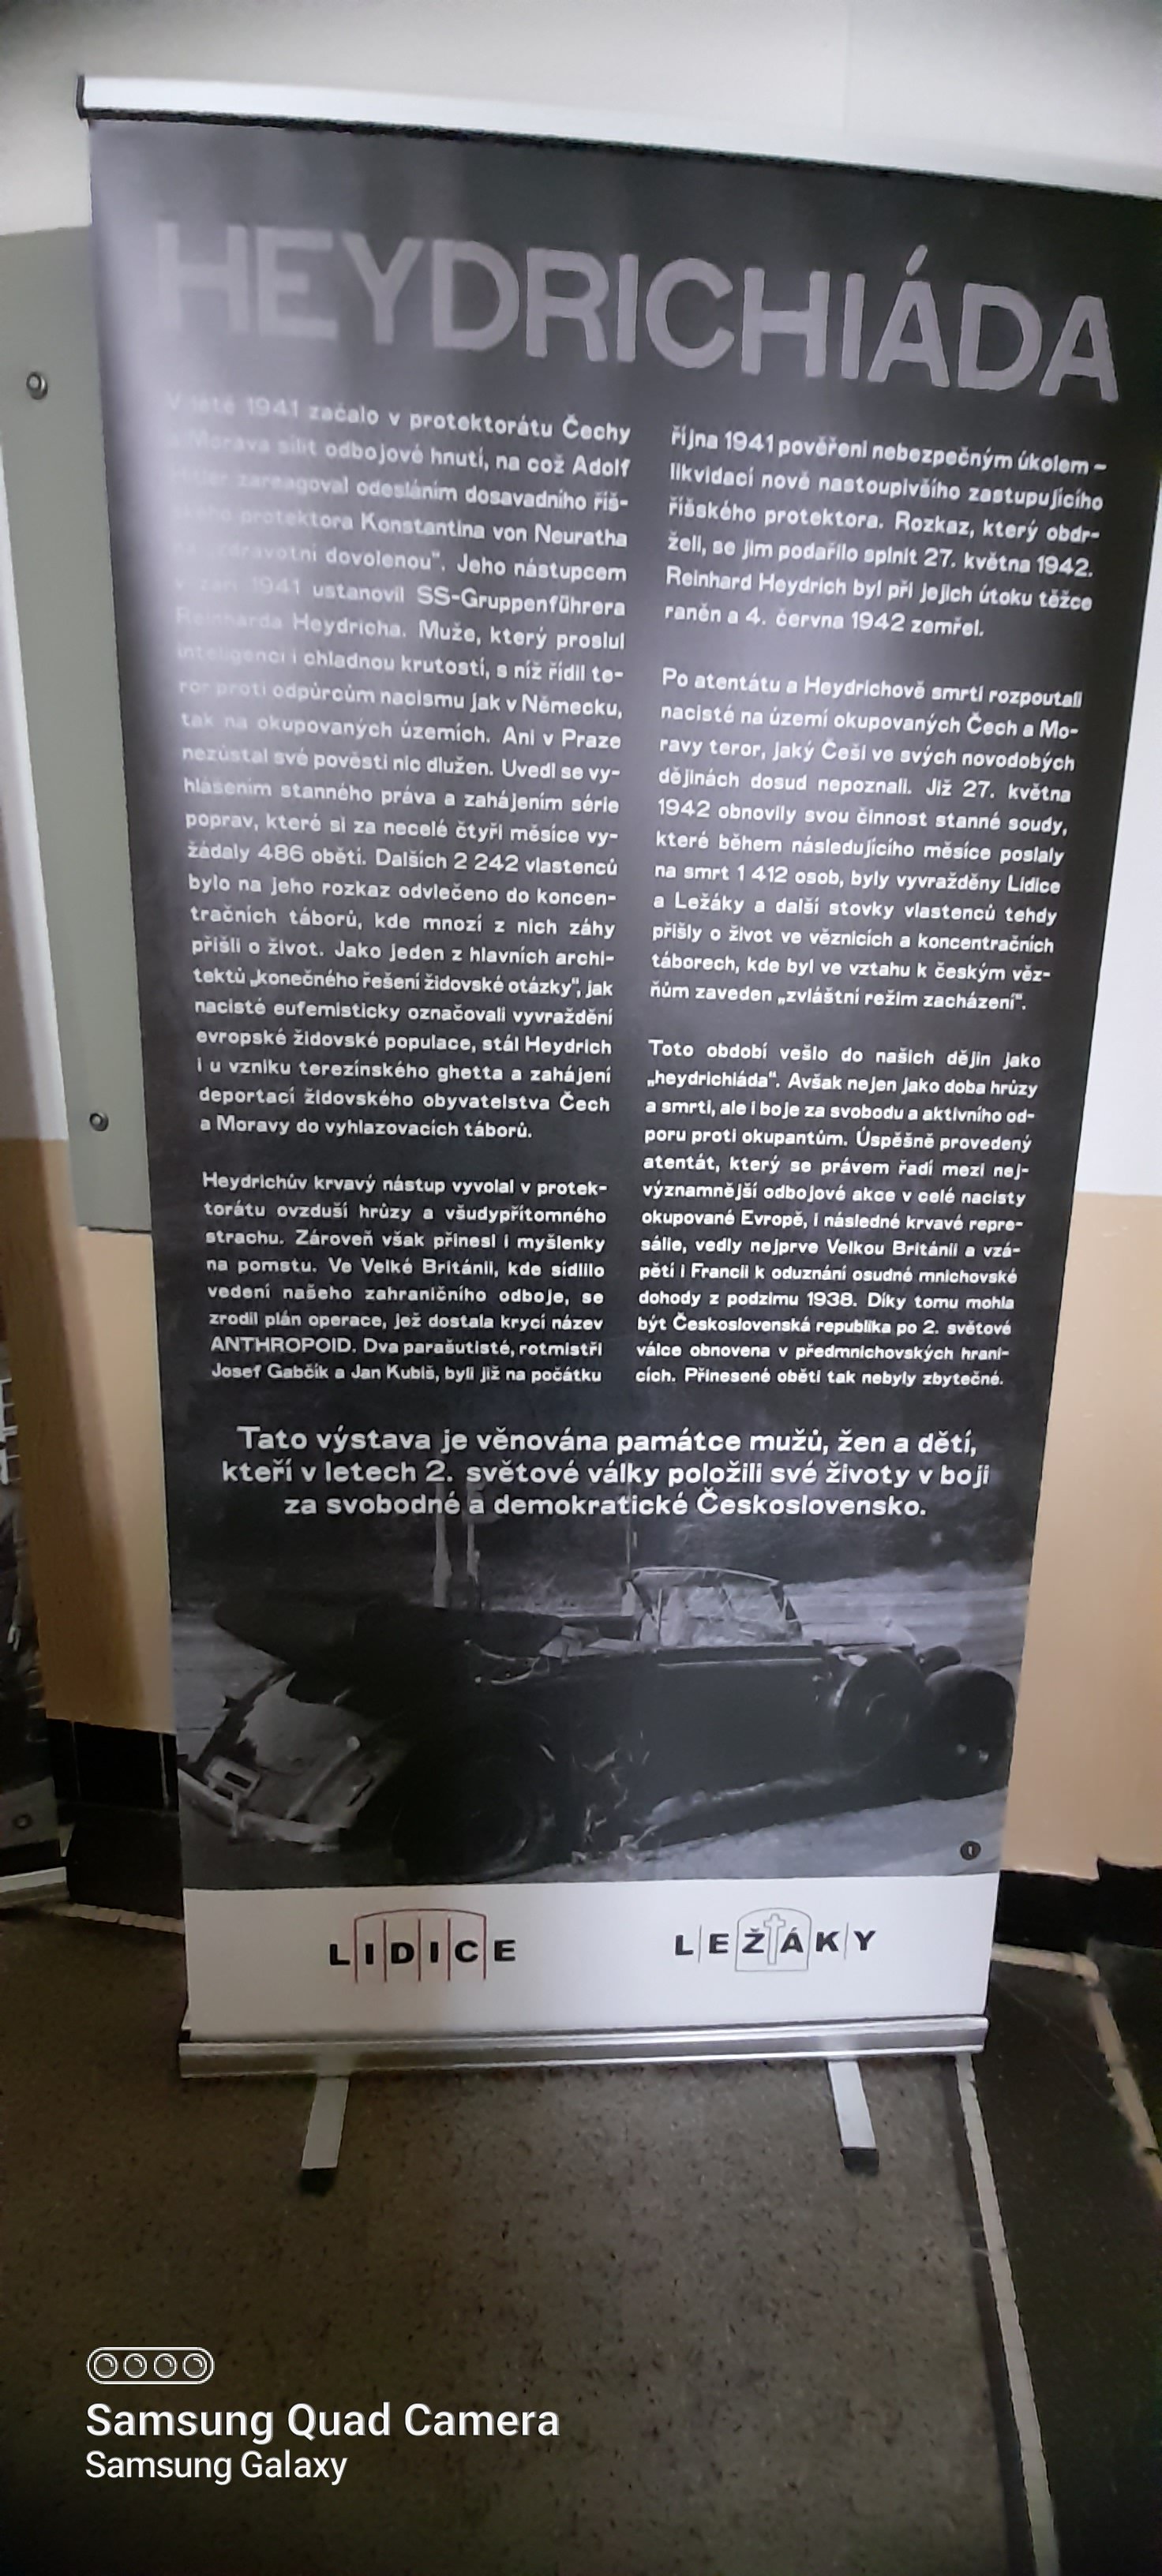 HEYDRICHIÁDA
V létě 1941 začalo v protektorátu Čechy
a Morava sílit odbojové hnutí, na což Adolf
Hitler zareagoval odesláním dosavadního říš-
ského protektora Konstantina von Neuratha
na „zdravotní dovolenou“. Jeho nástupcem
v září 1941 ustanovil SS-Gruppenführera
Reinharda Heydricha. Muže, který proslul
inteligencí i chladnou krutostí, s níž řídil te-
ror proti odpůrcům nacismu jak v Německu,
tak na okupovaných územích. Ani v Praze
nezůstal své pověsti nic dlužen. Uvedl se vy-
hlášením stanného práva a zahájením série
poprav, které si za necelé čtyři měsíce vy-
žádaly 486 obětí. Dalších 2 242 vlastenců
bylo na jeho rozkaz odvlečeno do koncen-
tračních táborů, kde mnozí z nich záhy
přišli o život. Jako jeden z hlavních archi-
tektů „konečného řešení židovské otázky“, jak
nacisté eufemisticky označovali vyvraždění
evropské židovské populace, stál Heydrich
i u vzniku terezínského ghetta a zahájení
deportací židovského obyvatelstva Čech
a Moravy do vyhlazovacích táborů.
Heydrichův krvavý nástup vyvolal v protek-
torátu ovzduší hrůzy a všudypřítomného
strachu. Zároveň však přinesl i myšlenky
na pomstu. Ve Velké Británii, kde sídlilo
vedení našeho zahraničního odboje, se
zrodil plán operace, jež dostala krycí název
ANTHROPOID. Dva parašutisté, rotmistři
Josef Gabčík a Jan Kubiš, byli již na počátku
října 1941 pověřeni nebezpečným úkolem –
likvidací nově nastoupivšího zastupujícího
říšského protektora. Rozkaz, který obdr-
želi, se jim podařilo splnit 27. května 1942.
Reinhard Heydrich byl při jejich útoku těžce
raněn a 4. června 1942 zemřel.
Po atentátu a Heydrichově smrti rozpoutali
nacisté na území okupovaných Čech a Mo-
ravy teror, jaký Češi ve svých novodobých
dějinách dosud nepoznali. Již 27. května
1942 obnovily svou činnost stanné soudy,
které během následujícího měsíce poslaly
na smrt 1 412 osob, byly vyvražděny Lidice
a Ležáky a další stovky vlastenců tehdy
přišly o život ve věznicích a koncentračních
táborech, kde byl ve vztahu k českým věz-
ňům zaveden „zvláštní režim zacházení“.
Toto období vešlo do našich dějin jako
„heydrichiáda“. Avšak nejen jako doba hrůzy
a smrti, ale i boje za svobodu a aktivního od-
poru proti okupantům. Úspěšně provedený
atentát, který se právem řadí mezi nej-
významnější odbojové akce v celé nacisty
okupované Evropě, i následné krvavé repre-
sálie, vedly nejprve Velkou Británii a vzá-
pětí i Francii k oduznání osudné mnichovské
dohody z podzimu 1938. Díky tomu mohla
být Československá republika po 2. světové
válce obnovena v předmnichovských hrani-
cích. Přinesené oběti tak nebyly zbytečné.
Tato výstava je věnována památce mužů, žen a dětí,
kteří v letech 2. světové války položili své životy v boji
za svobodné a demokratické Československo.
1
LIDICE
LEŽÁKY
Samsung Quad Camera
Samsung Galaxy